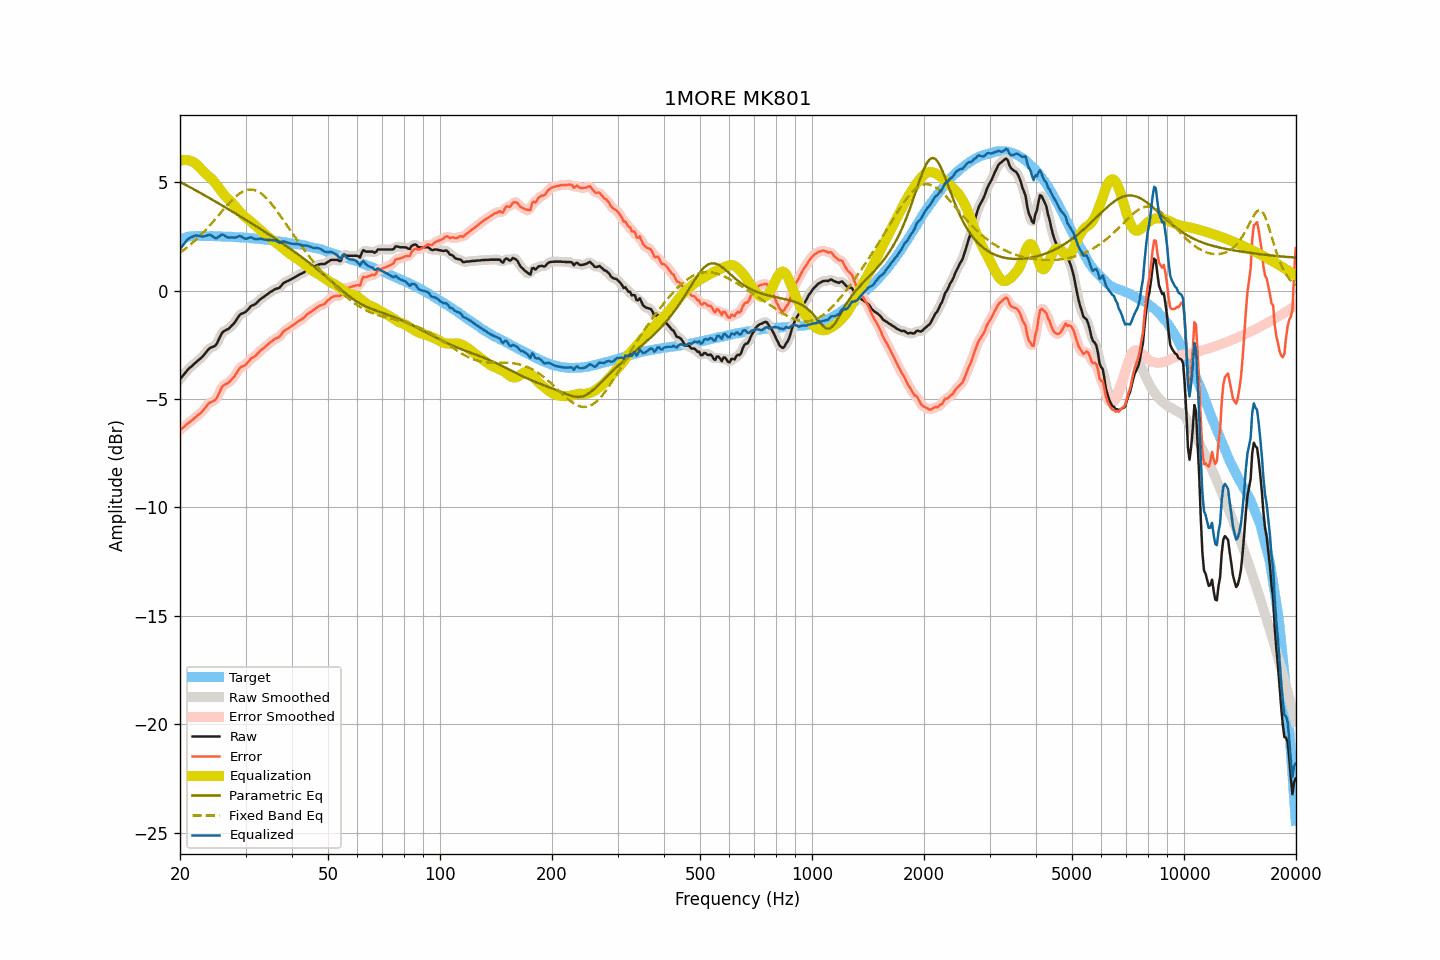 1MORE MK801
Amplitude (dBr)
5
0
−5
−10
−15
−20
−25
Target
Raw Smoothed
Error Smoothed
Raw
Error
Equalization
Parametric Eq
Fixed Band Eq
Equalized
20 50 100 200 500 1000 2000 5000 10000 20000
Frequency (Hz)